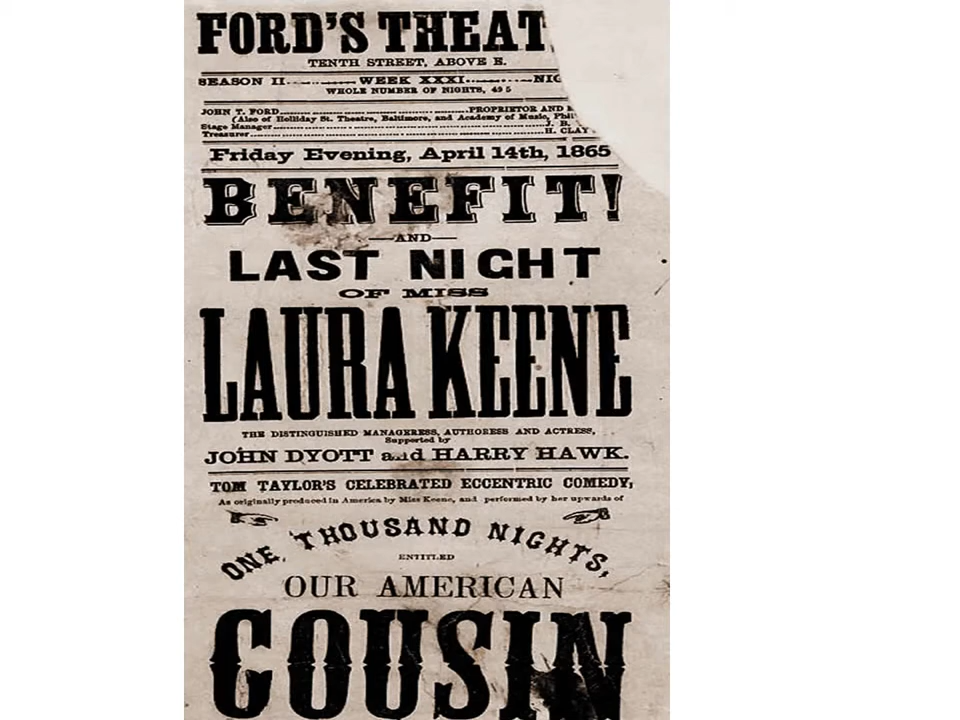 FORD'S THEAT
TENTH STREET, ABOVE E.
SEASON II WEEK XXXI NIG
WHOLE NUMBER OF NIGHTS, 495
JOHN T. FORD PROPRIETOR AND
(Also of Holliday St. Theatre, Baltimore, and Academy of Music, Phil
Stage Manager J. B.
Treasurer H. CLAY
Friday Evening, April 14th, 1865
BENEFIT!
AND
LAST NIGHT
OF MISS
LAURA KEENE
THE DISTINGUISHED MANAGERESS, AUTHORESS AND ACTRESS,
Supported by
JOHN DYOTT and HARRY HAWK.
TOM TAYLOR'S CELEBRATED ECCENTRIC COMEDY,
As originally produced in America by Miss Keene, and performed by her upwards of
ONE THOUSAND NIGHTS,
ENTITLED
OUR AMERICAN
COUSIN